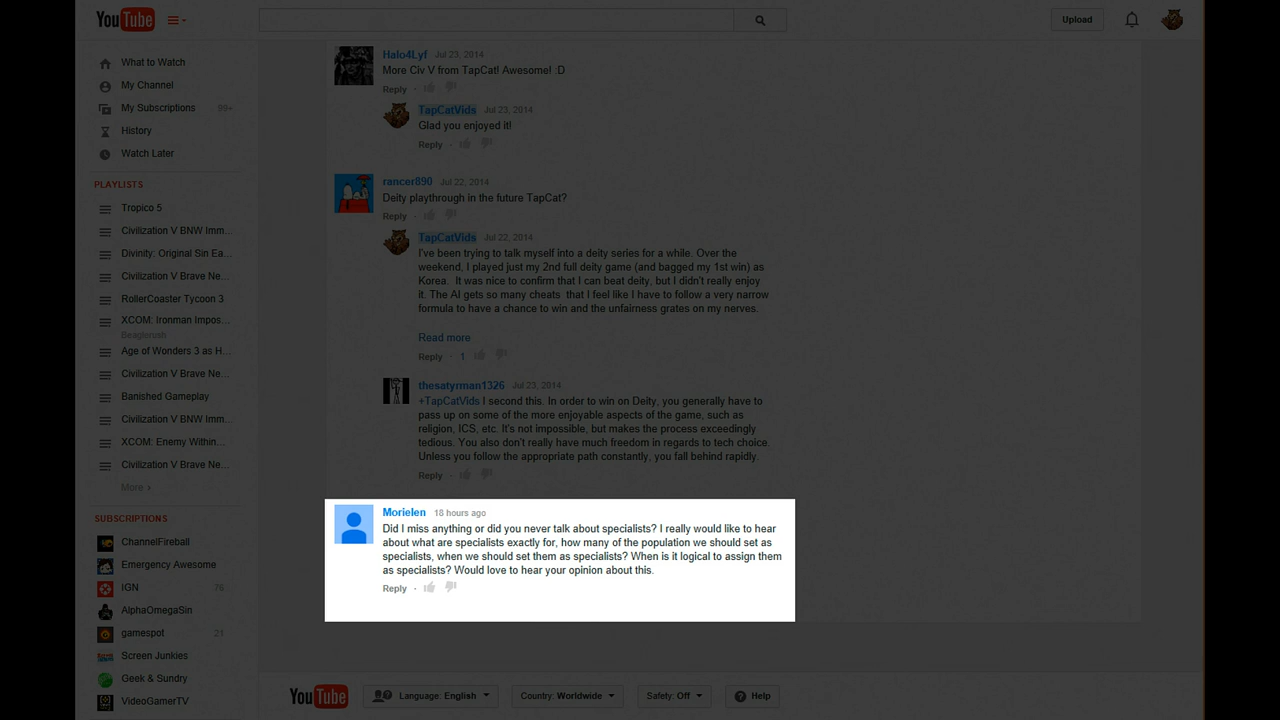 YouTube
Upload
What to Watch
My Channel
My Subscriptions 99+
History
Watch Later
PLAYLISTS
Tropico 5
Civilization V BNW Imm...
Divinity: Original Sin Ea...
Civilization V Brave Ne...
RollerCoaster Tycoon 3
XCOM: Ironman Impos...
Beaglerush
Age of Wonders 3 as H...
Civilization V Brave Ne...
Banished Gameplay
Civilization V BNW Imm...
XCOM: Enemy Within...
Civilization V Brave Ne...
More »
SUBSCRIPTIONS
ChannelFireball
Emergency Awesome
IGN 76
AlphaOmegaSin
gamespot 21
Screen Junkies
Geek & Sundry
VideoGamerTV
Halo4Lyf Jul 23, 2014
More Civ V from TapCat! Awesome! :D
Reply ·
TapCatVids Jul 23, 2014
Glad you enjoyed it!
Reply ·
rancer890 Jul 22, 2014
Deity playthrough in the future TapCat?
Reply ·
TapCatVids Jul 22, 2014
I've been trying to talk myself into a deity series for a while. Over the
weekend, I played just my 2nd full deity game (and bagged my 1st win) as
Korea. It was nice to confirm that I can beat deity, but I didn't really enjoy
it. The AI gets so many cheats that I feel like I have to follow a very narrow
formula to have a chance to win and the unfairness grates on my nerves.
Read more
Reply · 1
thesatyrman1326 Jul 23, 2014
+TapCatVids I second this. In order to win on Deity, you generally have to
pass up on some of the more enjoyable aspects of the game, such as
religion, ICS, etc. It's not impossible, but makes the process exceedingly
tedious. You also don't really have much freedom in regards to tech choice.
Unless you follow the appropriate path constantly, you fall behind rapidly.
Reply ·
Morielen 18 hours ago
Did I miss anything or did you never talk about specialists? I really would like to hear
about what are specialists exactly for, how many of the population we should set as
specialists, when we should set them as specialists? When is it logical to assign them
as specialists? Would love to hear your opinion about this.
Reply ·
YouTube
Language: English
Country: Worldwide
Safety: Off
Help